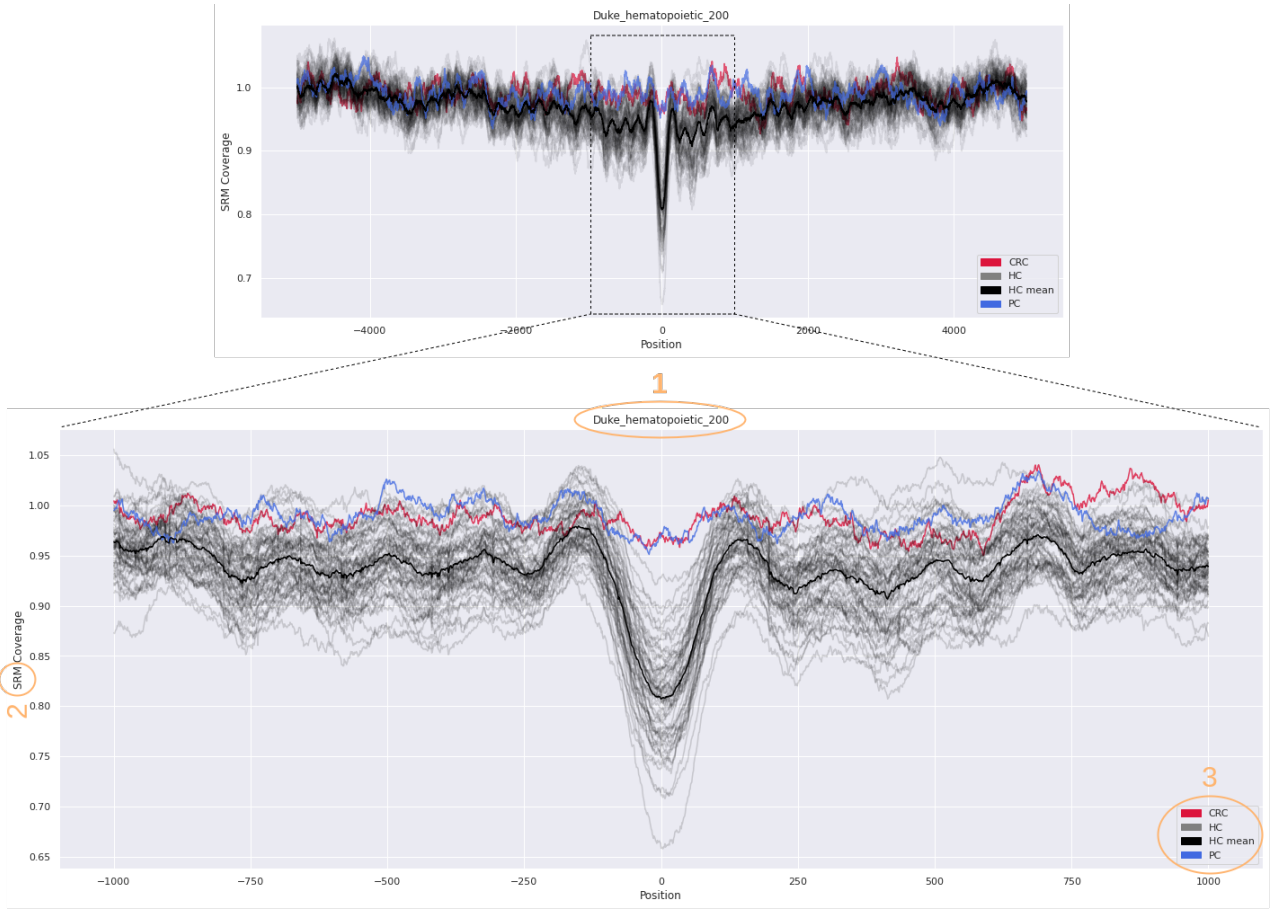 Duke_hematopoietic_200
1.0
0.9
0.8
0.7
SRM Coverage
CRC
HC
HC mean
PC
−4000
−2000
0
2000
4000
Position
1
Duke_hematopoietic_200
1.05
1.00
0.95
0.90
0.85
0.80
0.75
0.70
0.65
SRM Coverage
2
3
CRC
HC
HC mean
PC
−1000
−750
−500
−250
0
250
500
750
1000
Position